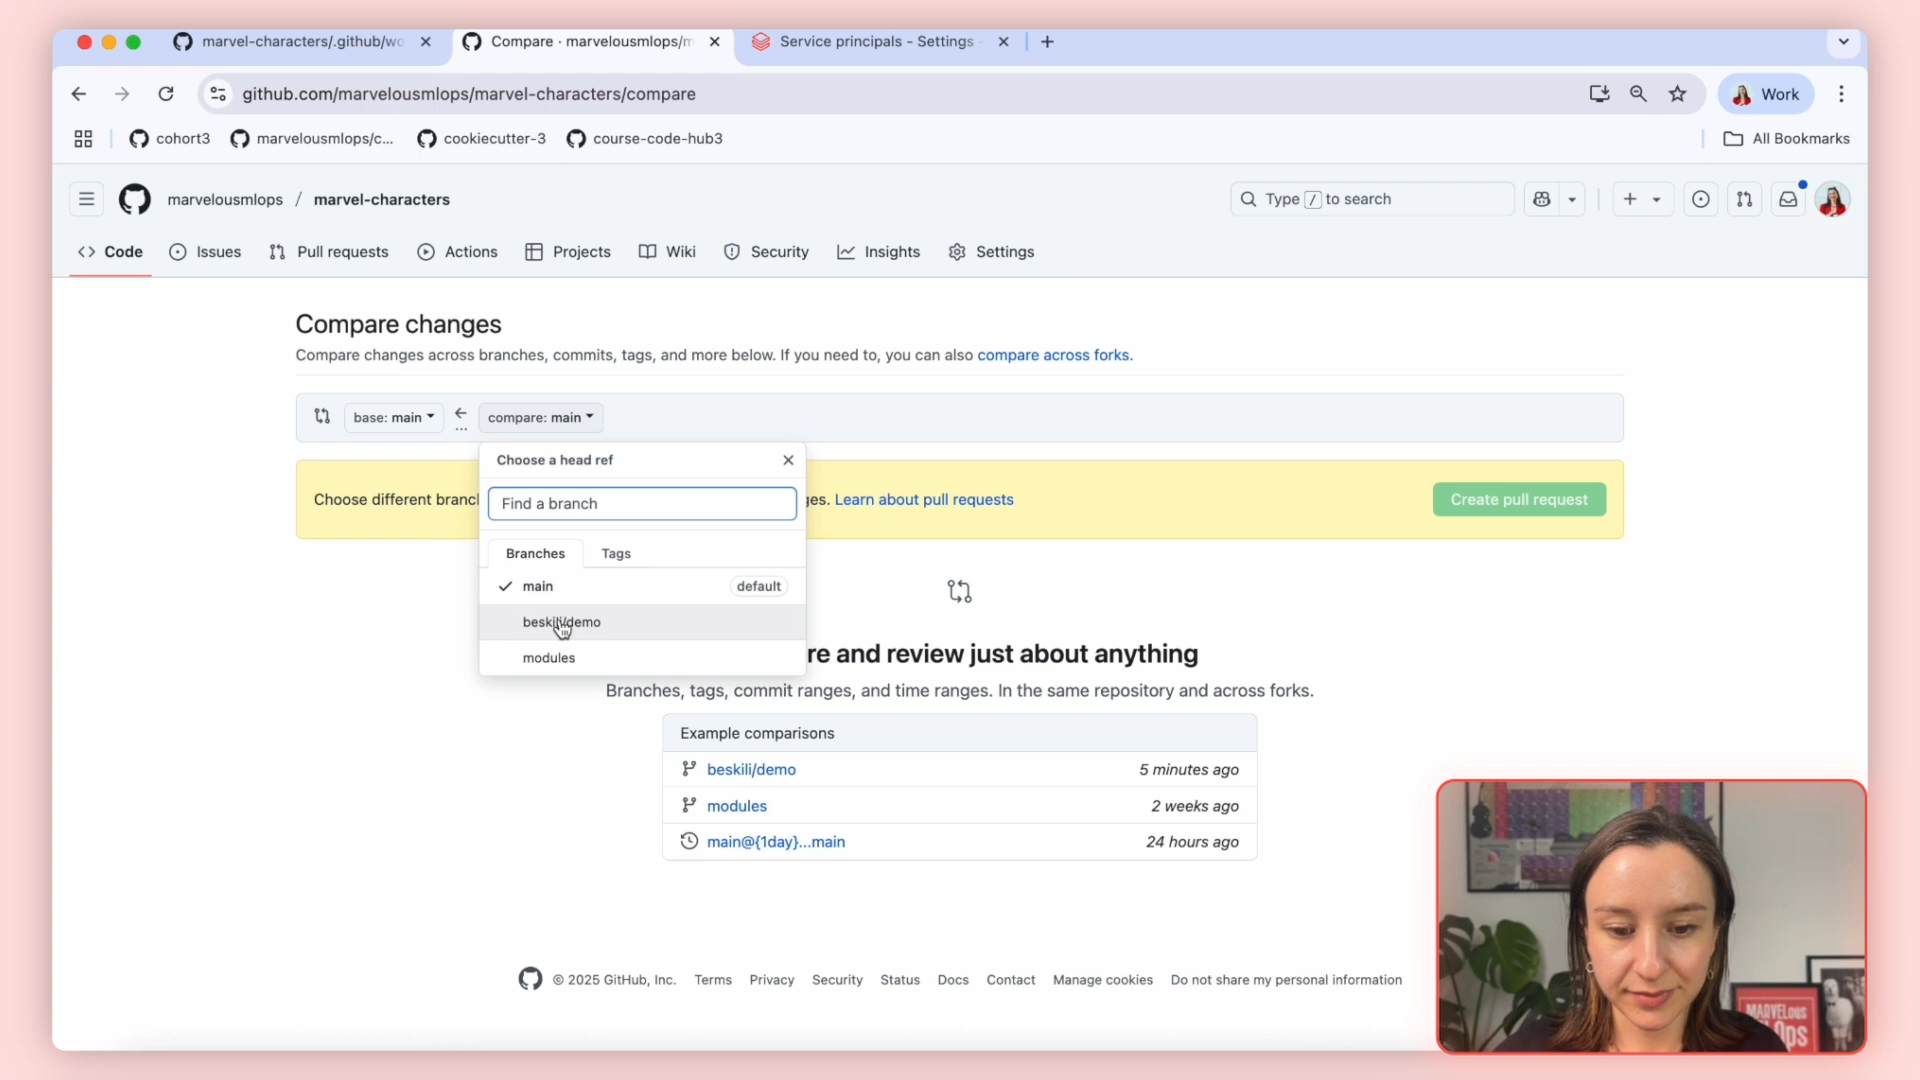 marvel-characters/.github/wo
Compare · marvelousmlops/m
Service principals - Settings -
github.com/marvelousmlops/marvel-characters/compare
Work
cohort3
marvelousmlops/c...
cookiecutter-3
course-code-hub3
All Bookmarks
marvelousmlops / marvel-characters
Type / to search
Code
Issues
Pull requests
Actions
Projects
Wiki
Security
Insights
Settings
Compare changes
Compare changes across branches, commits, tags, and more below. If you need to, you can also compare across forks.
base: main
compare: main
Choose a head ref
Choose different branc
ges. Learn about pull requests
Create pull request
Find a branch
Branches
Tags
main
default
beskili/demo
modules
re and review just about anything
Branches, tags, commit ranges, and time ranges. In the same repository and across forks.
Example comparisons
beskili/demo
5 minutes ago
modules
2 weeks ago
main@{1day}...main
24 hours ago
© 2025 GitHub, Inc.
Terms
Privacy
Security
Status
Docs
Contact
Manage cookies
Do not share my personal information
MARVELous